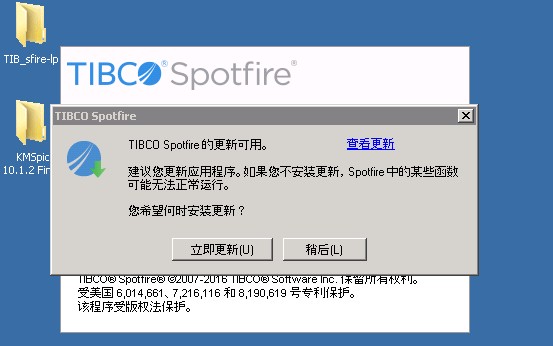 TIB_sfire-lp
TIBCO® Spotfire®
KMSpic
10.1.2 Fin
TIBCO Spotfire
TIBCO Spotfire 的更新可用。 查看更新
建议您更新应用程序。如果您不安装更新，Spotfire 中的某些函数
可能无法正常运行。
您希望何时安装更新？
立即更新(U) 稍后(L)
TIBCO® Spotfire® ©2007-2016 TIBCO® Software Inc. 保留所有权利。
受美国 6,014,661、7,216,116 和 8,190,619 号专利保护。
该程序受版权法保护。